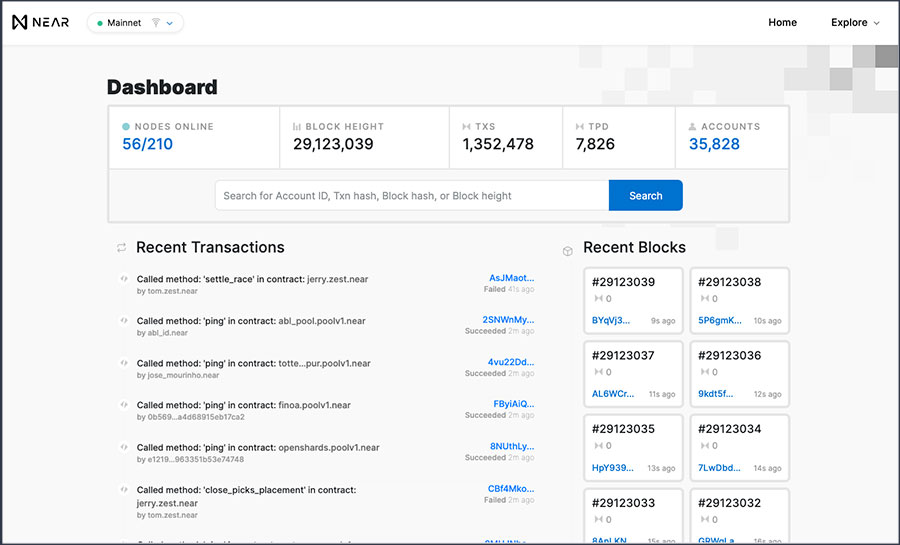 NEAR
Mainnet
Home
Explore
Dashboard
NODES ONLINE
56/210
BLOCK HEIGHT
29,123,039
TXS
1,352,478
TPD
7,826
ACCOUNTS
35,828
Search for Account ID, Txn hash, Block hash, or Block height
Search
Recent Transactions
Called method: 'settle_race' in contract: jerry.zest.near
by tom.zest.near
AsJMaot...
Failed 41s ago
Called method: 'ping' in contract: abl_pool.poolv1.near
by abl_id.near
2SNWnMy...
Succeeded 2m ago
Called method: 'ping' in contract: totte...pur.poolv1.near
by jose_mourinho.near
4vu22Dd...
Succeeded 2m ago
Called method: 'ping' in contract: finoa.poolv1.near
by 0b569...a4d68915eb17ca2
FByiAiQ...
Succeeded 2m ago
Called method: 'ping' in contract: openshards.poolv1.near
by e1219...963351b53e74748
8NUthLy...
Succeeded 2m ago
Called method: 'close_picks_placement' in contract:
jerry.zest.near
by tom.zest.near
CBf4Mko...
Failed 2m ago
Recent Blocks
#29123039
0
BYqVj3... 9s ago
#29123038
0
5P6gmK... 10s ago
#29123037
0
AL6WCr... 11s ago
#29123036
0
9kdt5f... 12s ago
#29123035
0
HpY939... 13s ago
#29123034
0
7LwDbd... 14s ago
#29123033
0
15s ago
#29123032
0
16s ago